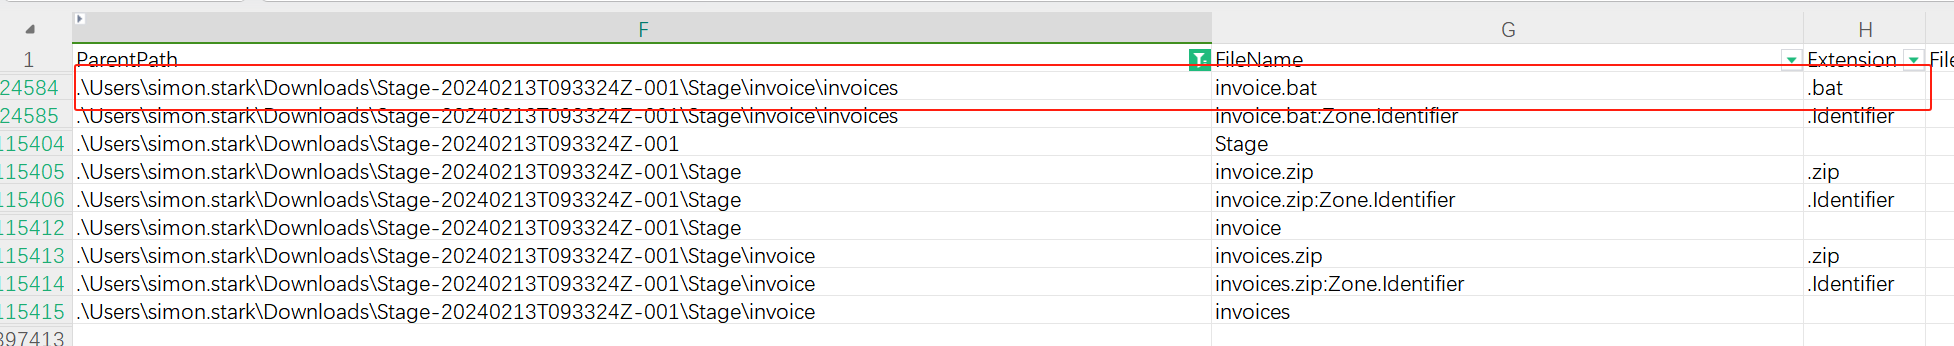 F G H
1 ParentPath FileName Extension File
24584 .\Users\simon.stark\Downloads\Stage-20240213T093324Z-001\Stage\invoice\invoices invoice.bat .bat
24585 .\Users\simon.stark\Downloads\Stage-20240213T093324Z-001\Stage\invoice\invoices invoice.bat:Zone.Identifier .Identifier
115404 .\Users\simon.stark\Downloads\Stage-20240213T093324Z-001 Stage
115405 .\Users\simon.stark\Downloads\Stage-20240213T093324Z-001\Stage invoice.zip .zip
115406 .\Users\simon.stark\Downloads\Stage-20240213T093324Z-001\Stage invoice.zip:Zone.Identifier .Identifier
115412 .\Users\simon.stark\Downloads\Stage-20240213T093324Z-001\Stage invoice
115413 .\Users\simon.stark\Downloads\Stage-20240213T093324Z-001\Stage\invoice invoices.zip .zip
115414 .\Users\simon.stark\Downloads\Stage-20240213T093324Z-001\Stage\invoice invoices.zip:Zone.Identifier .Identifier
115415 .\Users\simon.stark\Downloads\Stage-20240213T093324Z-001\Stage\invoice invoices
397413